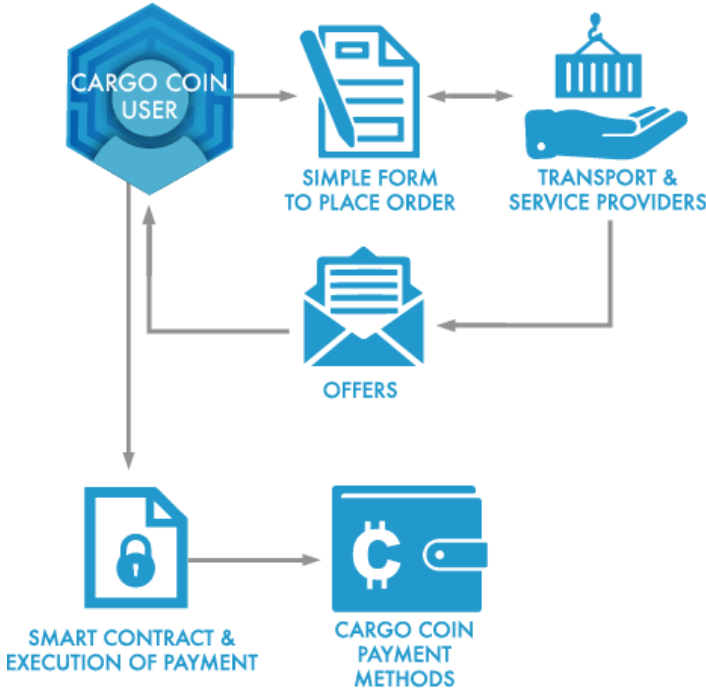 CARGO COIN
USER
SIMPLE FORM
TO PLACE ORDER
TRANSPORT &
SERVICE PROVIDERS
OFFERS
SMART CONTRACT &
EXECUTION OF PAYMENT
CARGO COIN
PAYMENT
METHODS